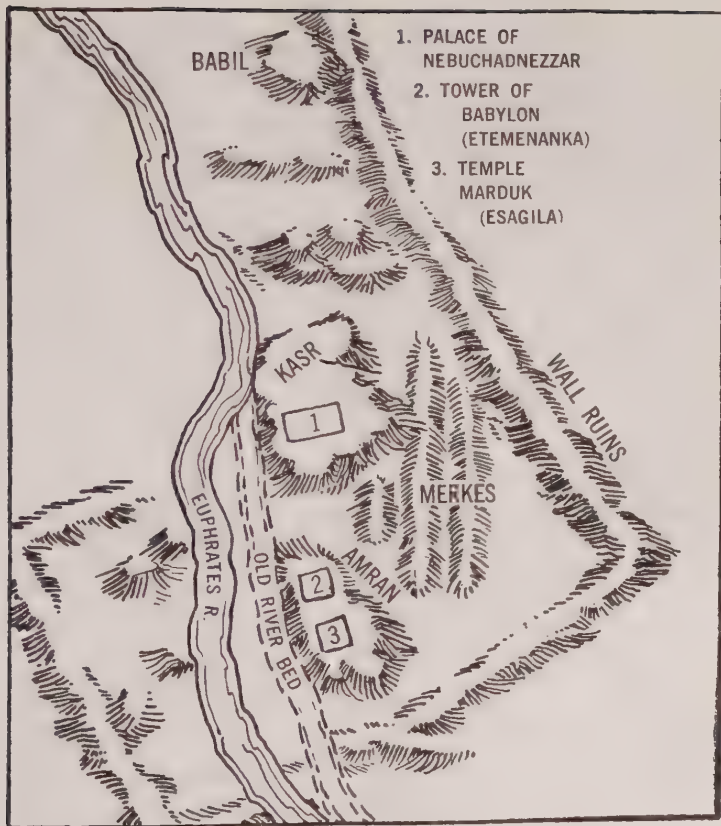 1. PALACE OF
NEBUCHADNEZZAR
2. TOWER OF
BABYLON
(ETEMENANKA)
3. TEMPLE
MARDUK
(ESAGILA)
BABIL
KASR
1
WALL RUINS
MERKES
EUPHRATES R.
OLD RIVER BED
AMRAN
2
3